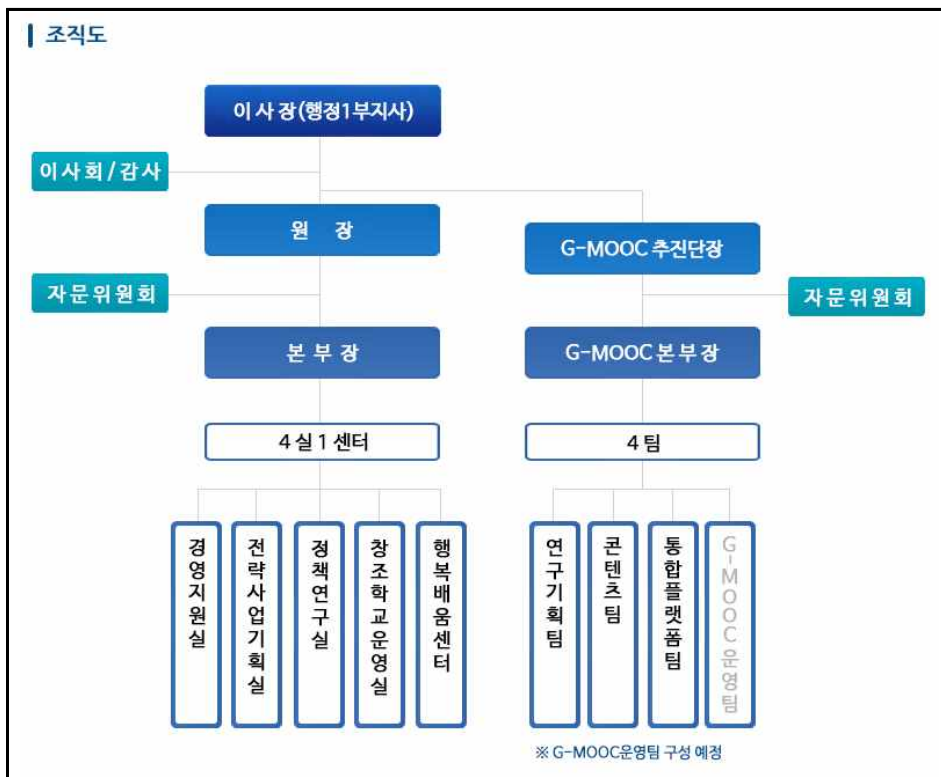 조직도
이 사 장(행정1부지사)
이사회/감사
원 장
G-MOOC 추진단장
자문위원회
자문위원회
본 부 장
G-MOOC 본부장
4 실 1 센터
4 팀
경영지원실
전략사업기획실
정책연구실
창조학교운영실
행복배움센터
연구기획팀
콘텐츠팀
통합플랫폼팀
G-MOOC운영팀
※ G-MOOC운영팀 구성 예정